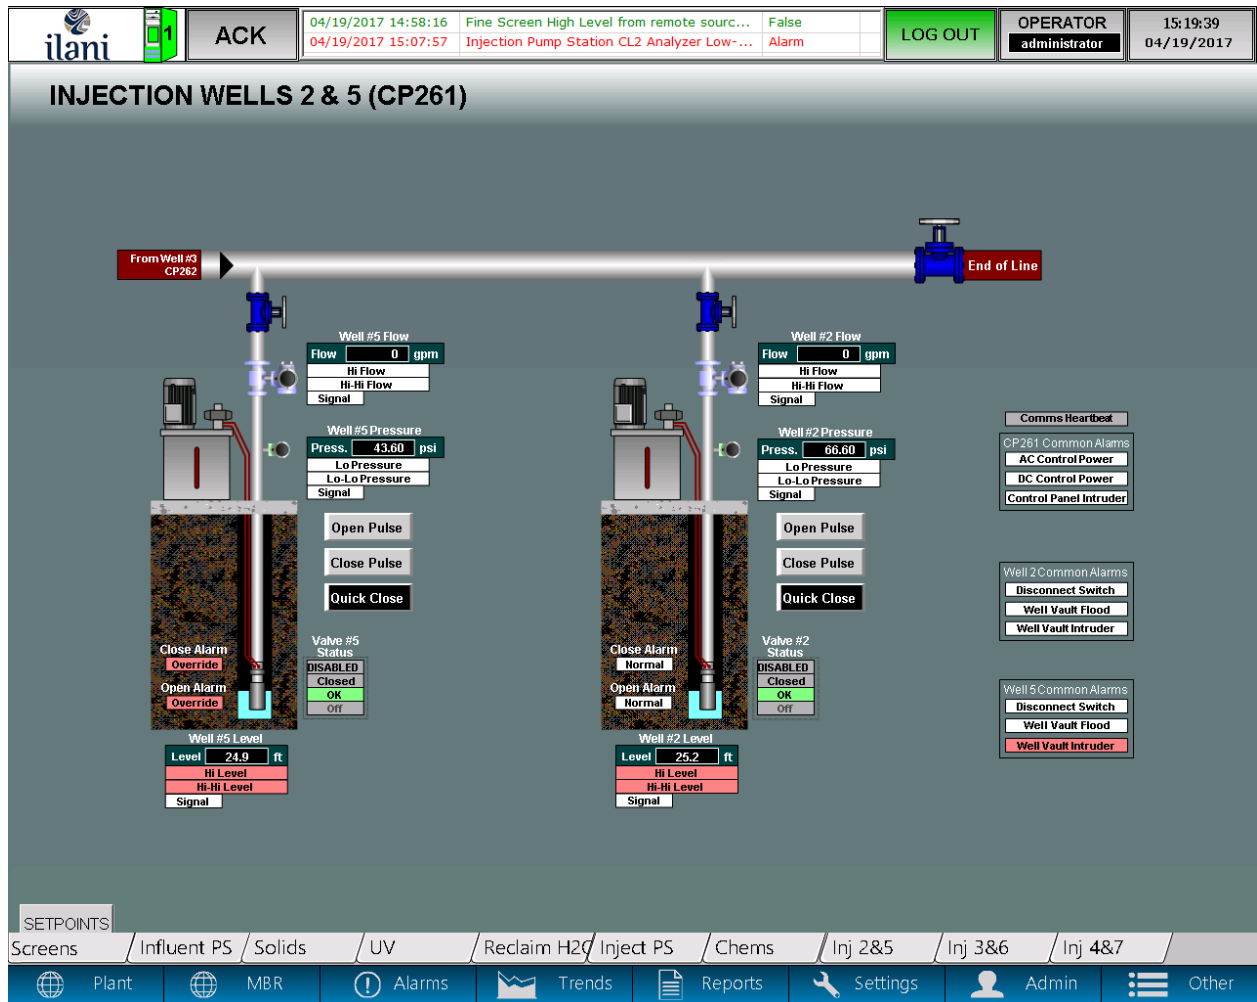 ilani
1
ACK
04/19/2017 14:58:16 Fine Screen High Level from remote sourc... False
04/19/2017 15:07:57 Injection Pump Station CL2 Analyzer Low-... Alarm
LOG OUT
OPERATOR
administrator
15:19:39
04/19/2017
INJECTION WELLS 2 & 5 (CP261)
From Well #3
CP262
End of Line
Well #5 Flow
Flow 0 gpm
Hi Flow
Hi-Hi Flow
Signal
Well #5 Pressure
Press. 43.60 psi
Lo Pressure
Lo-Lo Pressure
Signal
Open Pulse
Close Pulse
Quick Close
Close Alarm
Override
Open Alarm
Override
Valve #5
Status
DISABLED
Closed
OK
Off
Well #5 Level
Level 24.9 ft
Hi Level
Hi-Hi Level
Signal
Well #2 Flow
Flow 0 gpm
Hi Flow
Hi-Hi Flow
Signal
Well #2 Pressure
Press. 66.60 psi
Lo Pressure
Lo-Lo Pressure
Signal
Open Pulse
Close Pulse
Quick Close
Close Alarm
Normal
Open Alarm
Normal
Valve #2
Status
DISABLED
Closed
OK
Off
Well #2 Level
Level 25.2 ft
Hi Level
Hi-Hi Level
Signal
Comms Heartbeat
CP261 Common Alarms
AC Control Power
DC Control Power
Control Panel Intruder
Well 2 Common Alarms
Disconnect Switch
Well Vault Flood
Well Vault Intruder
Well 5 Common Alarms
Disconnect Switch
Well Vault Flood
Well Vault Intruder
SETPOINTS
Screens Influent PS Solids UV Reclaim H2O Inject PS Chems Inj 2&5 Inj 3&6 Inj 4&7
Plant MBR Alarms Trends Reports Settings Admin Other